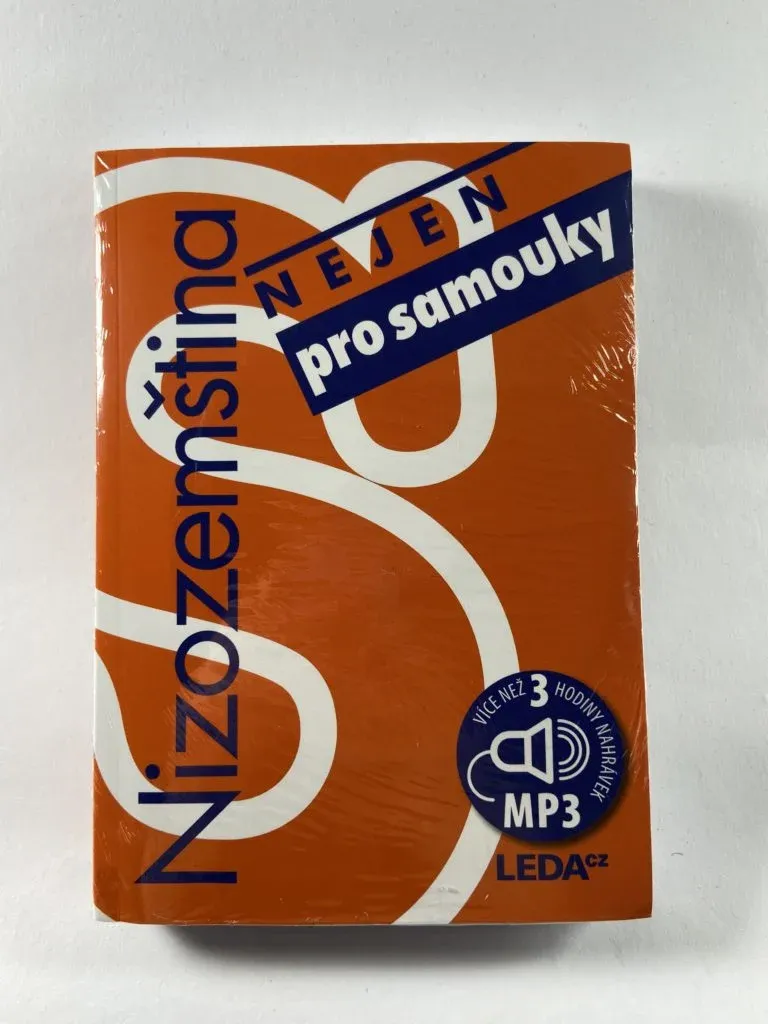 Nizozemština
NEJEN
pro samouky
VÍCE NEŽ 3 HODINY NAHRÁVEK
MP3
LEDAcz